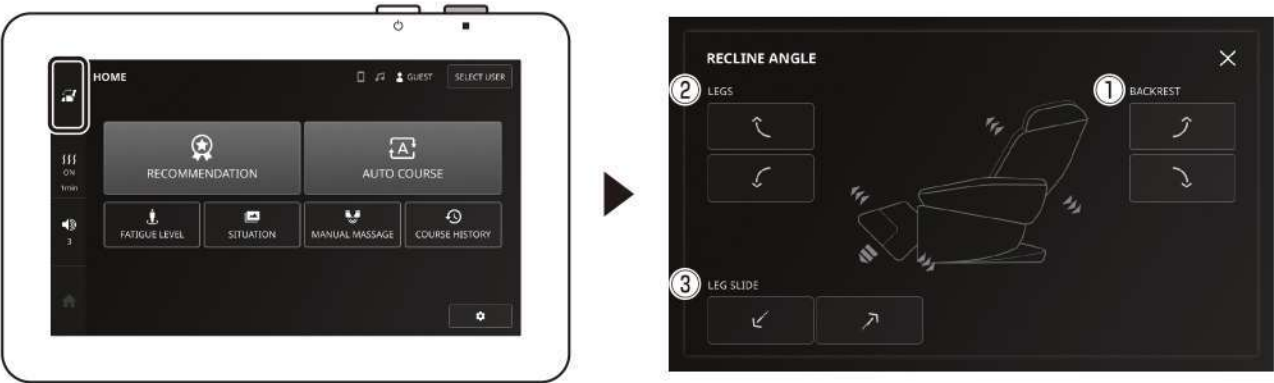 HOME
GUEST
SELECT USER
ON
1min
3
RECOMMENDATION
AUTO COURSE
FATIGUE LEVEL
SITUATION
MANUAL MASSAGE
COURSE HISTORY
RECLINE ANGLE
② LEGS
① BACKREST
③ LEG SLIDE